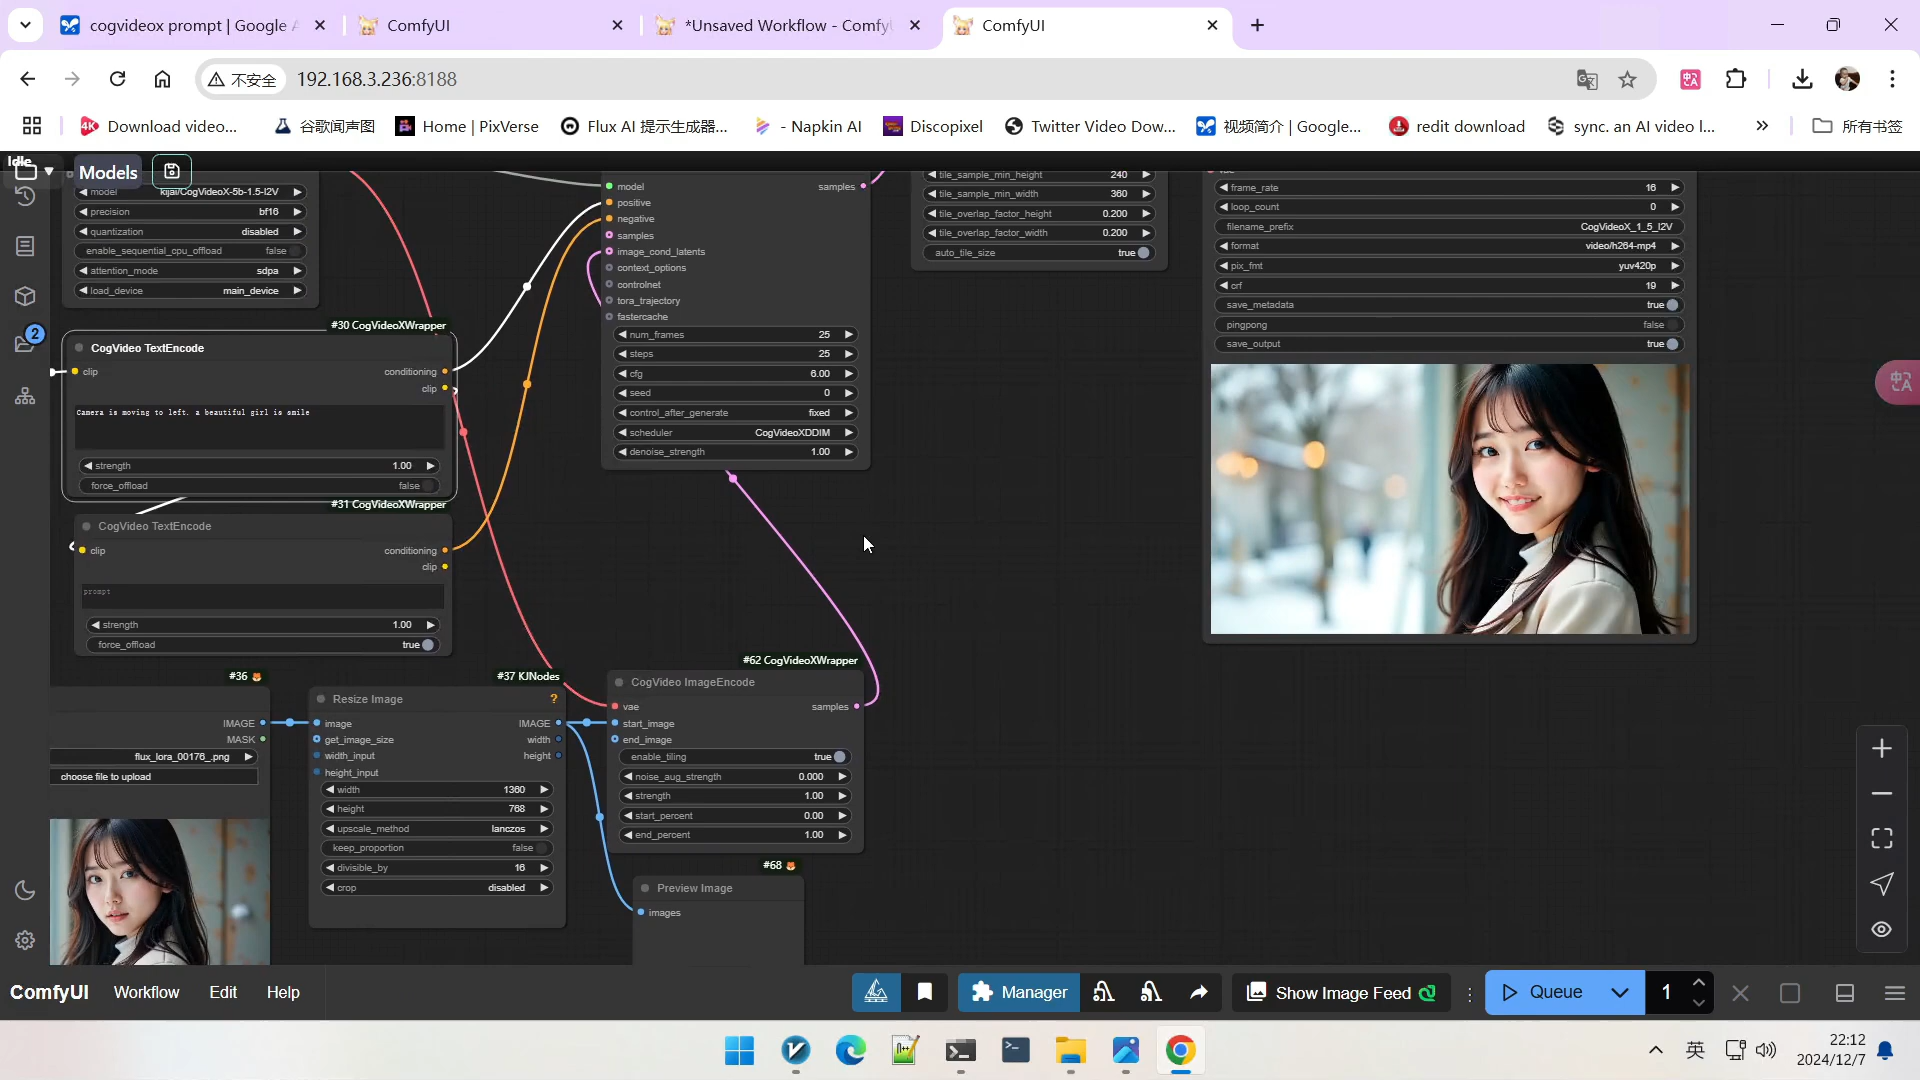 cogvideox prompt | Google A
ComfyUI
*Unsaved Workflow - ComfyU
ComfyUI
不安全
192.168.3.236:8188
Download video...
谷歌闻声图
Home | PixVerse
Flux AI 提示生成器...
- Napkin AI
Discopixel
Twitter Video Dow...
视频简介 | Google...
redit download
sync. an AI video l...
所有书签
Idle
Models
model kijai/CogVideoX-5b-1.5-I2V
precision bf16
quantization disabled
enable_sequential_cpu_offload false
attention_mode sdpa
load_device main_device
#30 CogVideoXWrapper
CogVideo TextEncode
clip
conditioning
clip
Camera is moving to left. a beautiful girl is smile
strength 1.00
force_offload false
#31 CogVideoXWrapper
CogVideo TextEncode
clip
conditioning
clip
prompt
strength 1.00
force_offload true
model
samples
positive
negative
samples
image_cond_latents
context_options
controlnet
tora_trajectory
fastercache
num_frames 25
steps 25
cfg 6.00
seed 0
control_after_generate fixed
scheduler CogVideoXDDIM
denoise_strength 1.00
tile_sample_min_height 240
tile_sample_min_width 360
tile_overlap_factor_height 0.200
tile_overlap_factor_width 0.200
auto_tile_size true
frame_rate 16
loop_count 0
filename_prefix CogVideoX_1_5_I2V
format video/h264-mp4
pix_fmt yuv420p
crf 19
save_metadata true
pingpong false
save_output true
#36
IMAGE
MASK
flux_lora_00176_.png
choose file to upload
#37 KJNodes
Resize Image ?
image
IMAGE
get_image_size
width
width_input
height
height_input
width 1360
height 768
upscale_method lanczos
keep_proportion false
divisible_by 16
crop disabled
#62 CogVideoXWrapper
CogVideo ImageEncode
vae
samples
start_image
end_image
enable_tiling true
noise_aug_strength 0.000
strength 1.00
start_percent 0.00
end_percent 1.00
#68
Preview Image
images
2
ComfyUI
Workflow
Edit
Help
Manager
Show Image Feed
Queue
1
英
22:12
2024/12/7